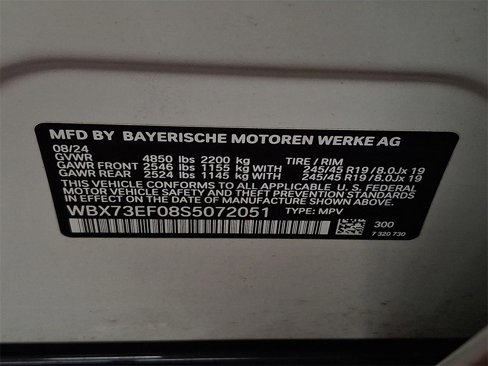 MFD BY BAYERISCHE MOTOREN WERKE AG
08/24
GVWR 4850 lbs 2200 kg TIRE / RIM
GAWR FRONT 2546 lbs 1155 kg WITH 245/45 R19 / 8.0Jx 19
GAWR REAR 2524 lbs 1145 kg WITH 245/45 R19 / 8.0Jx 19
THIS VEHICLE CONFORMS TO ALL APPLICABLE U.S. FEDERAL
MOTOR VEHICLE SAFETY AND THEFT PREVENTION STANDARDS
IN EFFECT ON THE DATE OF MANUFACTURE SHOWN ABOVE.
WBX73EF08S5072051 TYPE: MPV
300
7 320 730